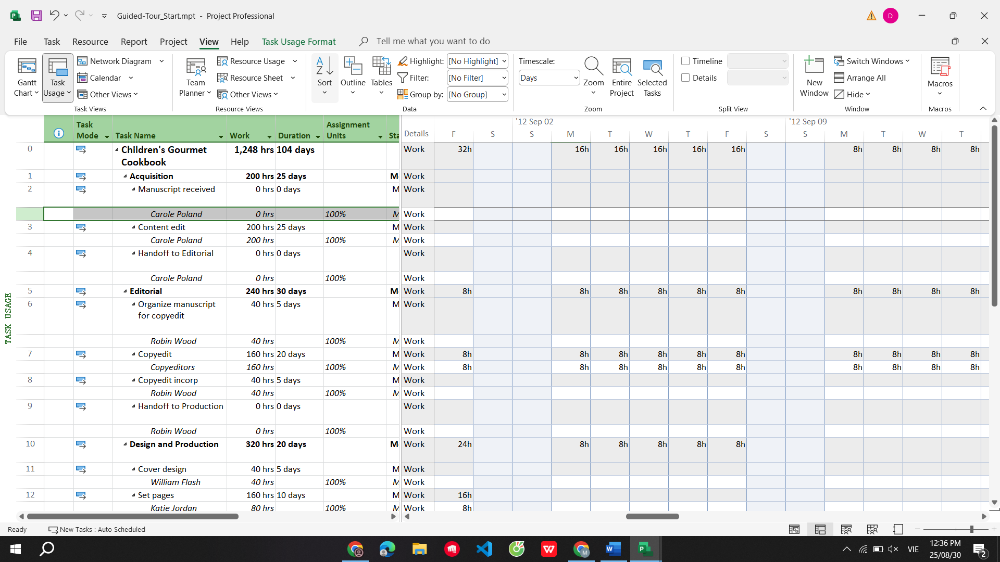 Guided-Tour_Start.mpt - Project Professional
D
File Task Resource Report Project View Help Task Usage Format Tell me what you want to do
Gantt Chart
Task Usage
Network Diagram
Calendar
Other Views
Task Views
Team Planner
Resource Usage
Resource Sheet
Other Views
Resource Views
Sort
Outline
Tables
Highlight: [No Highlight]
Filter: [No Filter]
Group by: [No Group]
Data
Timescale:
Days
Zoom
Entire Project
Selected Tasks
Zoom
Timeline
Details
Split View
New Window
Switch Windows
Arrange All
Hide
Window
Macros
Macros
Task Mode Task Name Work Duration Assignment Units Sta
Details '12 Sep 02 '12 Sep 09
F S S M T W T F S S M T W T
0 Children's Gourmet Cookbook 1,248 hrs 104 days Work 32h 16h 16h 16h 16h 16h 8h 8h 8h 8h
1 Acquisition 200 hrs 25 days M Work
2 Manuscript received 0 hrs 0 days M Work
Carole Poland 0 hrs 100% M Work
3 Content edit 200 hrs 25 days M Work
Carole Poland 200 hrs 100% M Work
4 Handoff to Editorial 0 hrs 0 days M Work
Carole Poland 0 hrs 100% M Work
5 Editorial 240 hrs 30 days M Work 8h 8h 8h 8h 8h 8h 8h 8h 8h 8h
6 Organize manuscript for copyedit 40 hrs 5 days M Work
Robin Wood 40 hrs 100% M Work
7 Copyedit 160 hrs 20 days M Work 8h 8h 8h 8h 8h 8h 8h 8h 8h 8h
Copyeditors 160 hrs 100% M Work 8h 8h 8h 8h 8h 8h 8h 8h 8h 8h
8 Copyedit incorp 40 hrs 5 days M Work
Robin Wood 40 hrs 100% M Work
9 Handoff to Production 0 hrs 0 days M Work
Robin Wood 0 hrs 100% M Work
10 Design and Production 320 hrs 20 days M Work 24h 8h 8h 8h 8h 8h
11 Cover design 40 hrs 5 days M Work
William Flash 40 hrs 100% M Work
12 Set pages 160 hrs 10 days M Work 16h
Katie Jordan 80 hrs 100% M Work 8h
TASK USAGE
Ready New Tasks : Auto Scheduled
VIE
12:36 PM
25/08/30
2